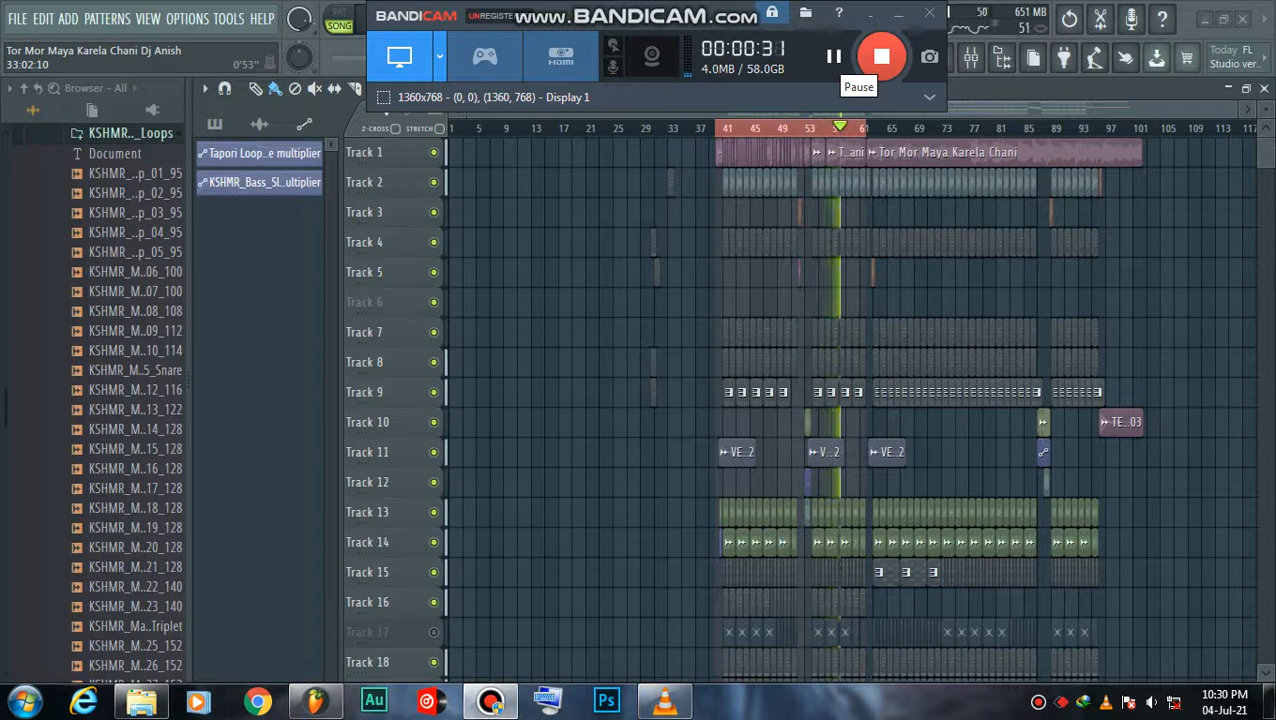 FILE EDIT ADD PATTERNS VIEW OPTIONS TOOLS HELP
PAT
SONG
BANDICAM UNREGISTE
www.BANDICAM.com
?
00:00:31
4.0MB / 58.0GB
HDMI
Pause
1360x768 - (0, 0), (1360, 768) - Display 1
50
651 MB
51
Today FL
Studio ver..
Tor Mor Maya Karela Chani Dj Anish
33:02:10
0'53"
Browser - All
Z-CROSS
STRETCH
1 5 9 13 17 21 25 29 33 37 41 45 49 53 61 65 69 73 77 81 85 89 93 97 101 105 109 113 117
KSHMR_.._Loops
Document
KSHMR_..p_01_95
KSHMR_..p_02_95
KSHMR_..p_03_95
KSHMR_..p_04_95
KSHMR_..p_05_95
KSHMR_M..06_100
KSHMR_M..07_100
KSHMR_M..08_108
KSHMR_M..09_112
KSHMR_M..10_114
KSHMR_M..5_Snare
KSHMR_M..12_116
KSHMR_M..13_122
KSHMR_M..14_128
KSHMR_M..15_128
KSHMR_M..16_128
KSHMR_M..17_128
KSHMR_M..18_128
KSHMR_M..19_128
KSHMR_M..20_128
KSHMR_M..21_128
KSHMR_M..22_140
KSHMR_M..23_140
KSHMR_Ma..Triplet
KSHMR_M..25_152
KSHMR_M..26_152
Tapori Loop..e multiplier
KSHMR_Bass_Sl..ultiplier
Track 1
T..ani
Tor Mor Maya Karela Chani
Track 2
Track 3
Track 4
Track 5
Track 6
Track 7
Track 8
Track 9
Track 10
TE...03
Track 11
VE...2
V...2
VE...2
Track 12
Track 13
Track 14
Track 15
Track 16
Track 17
Track 18
Au
Ps
10:30 PM
04-Jul-21